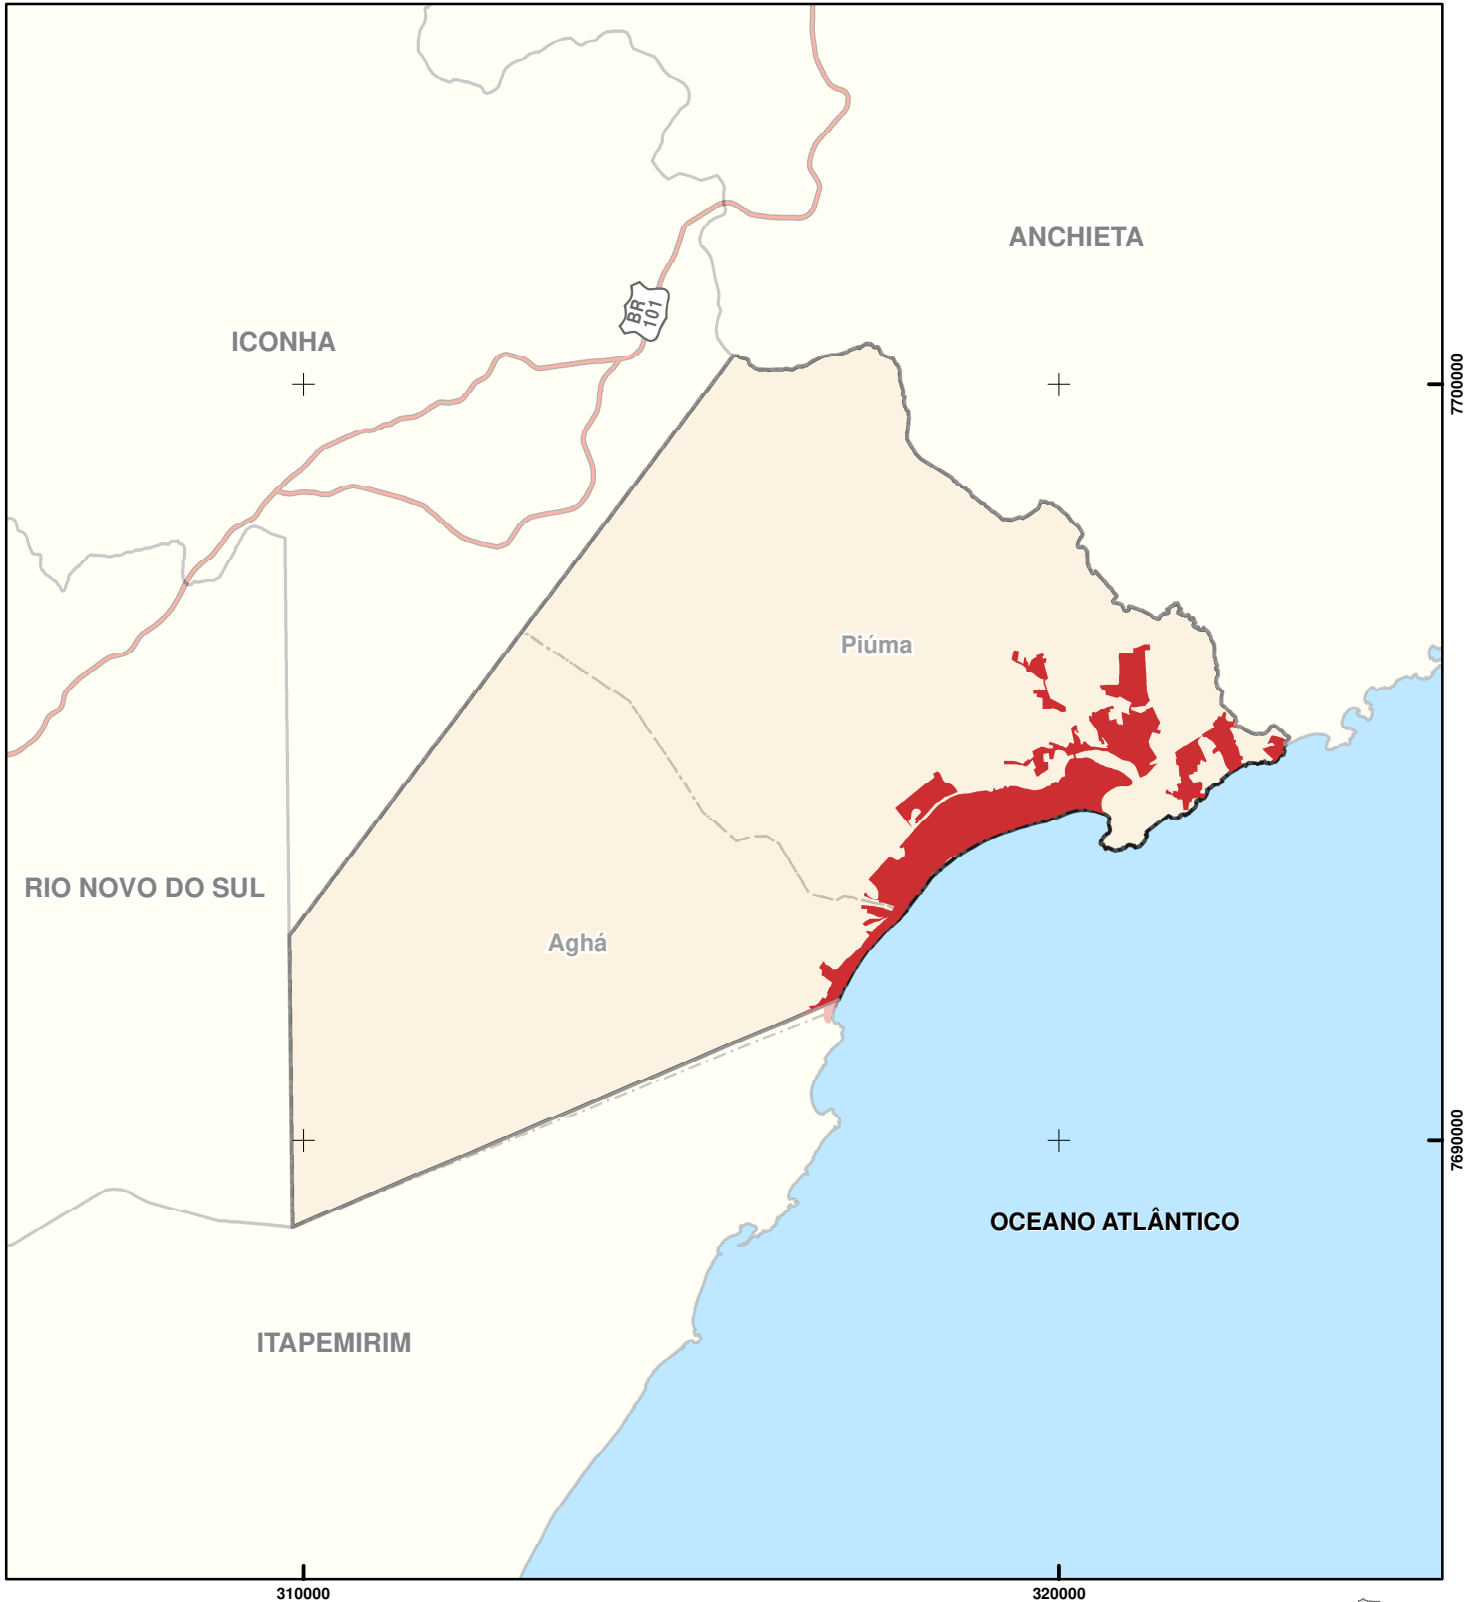 ANCHIETA
BR
101
ICONHA
7700000
Piúma
RIO NOVO DO SUL
Aghá
7690000
OCEANO ATLÂNTICO
ITAPEMIRIM
310000
320000